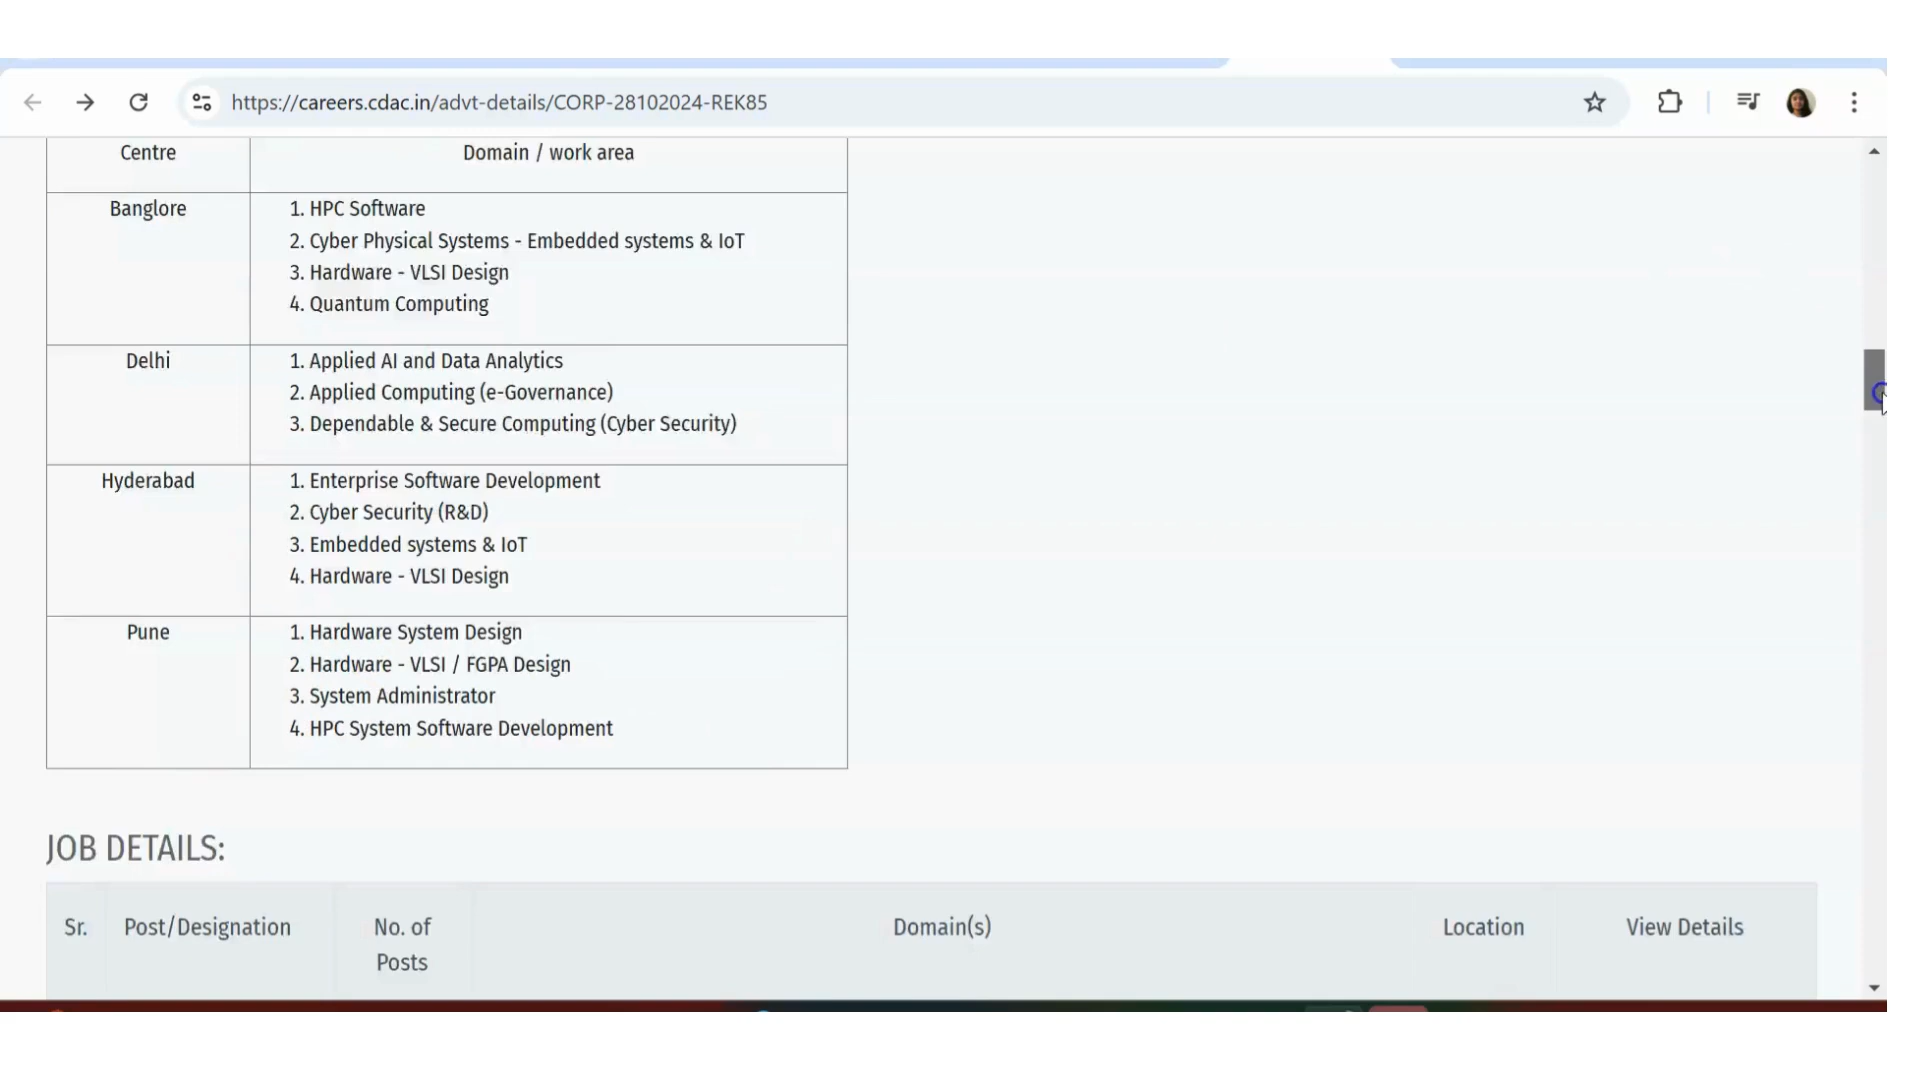 https://careers.cdac.in/advt-details/CORP-28102024-REK85
Centre Domain / work area
Banglore 1. HPC Software
2. Cyber Physical Systems - Embedded systems & IoT
3. Hardware - VLSI Design
4. Quantum Computing
Delhi 1. Applied AI and Data Analytics
2. Applied Computing (e-Governance)
3. Dependable & Secure Computing (Cyber Security)
Hyderabad 1. Enterprise Software Development
2. Cyber Security (R&D)
3. Embedded systems & IoT
4. Hardware - VLSI Design
Pune 1. Hardware System Design
2. Hardware - VLSI / FGPA Design
3. System Administrator
4. HPC System Software Development
JOB DETAILS:
Sr. Post/Designation No. of Domain(s) Location View Details
Posts